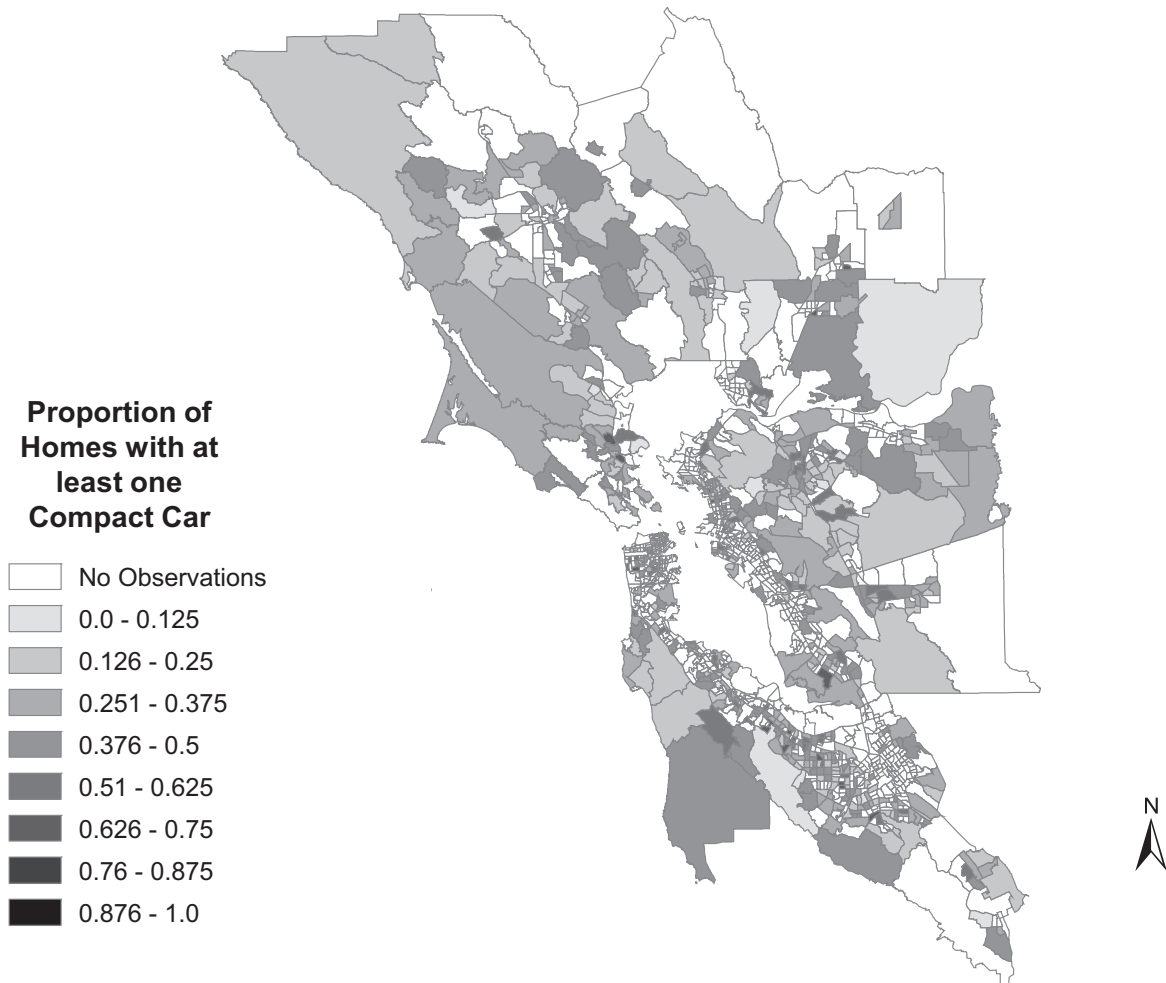 Proportion of
Homes with at
least one
Compact Car
No Observations
0.0 - 0.125
0.126 - 0.25
0.251 - 0.375
0.376 - 0.5
0.51 - 0.625
0.626 - 0.75
0.76 - 0.875
0.876 - 1.0
N